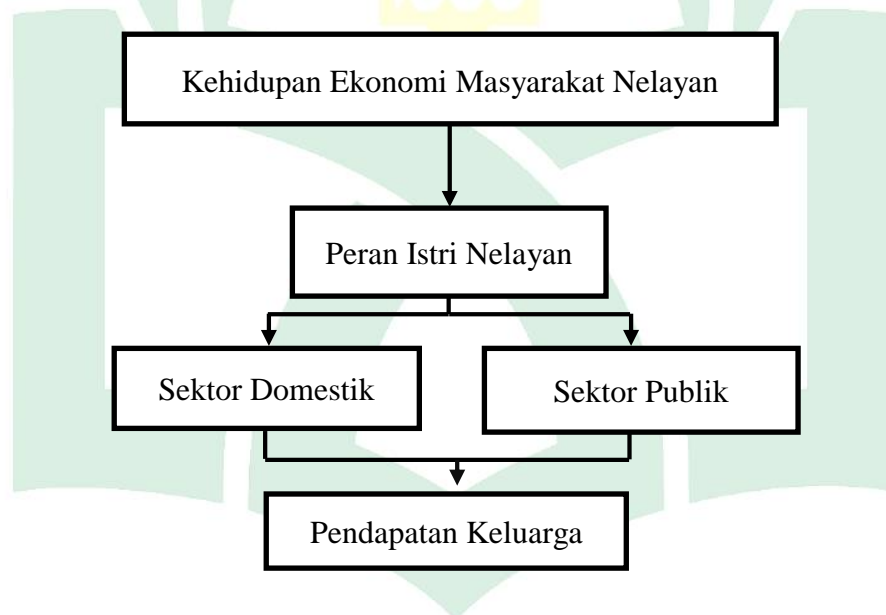 Kehidupan Ekonomi Masyarakat Nelayan
Peran Istri Nelayan
Sektor Domestik
Sektor Publik
Pendapatan Keluarga